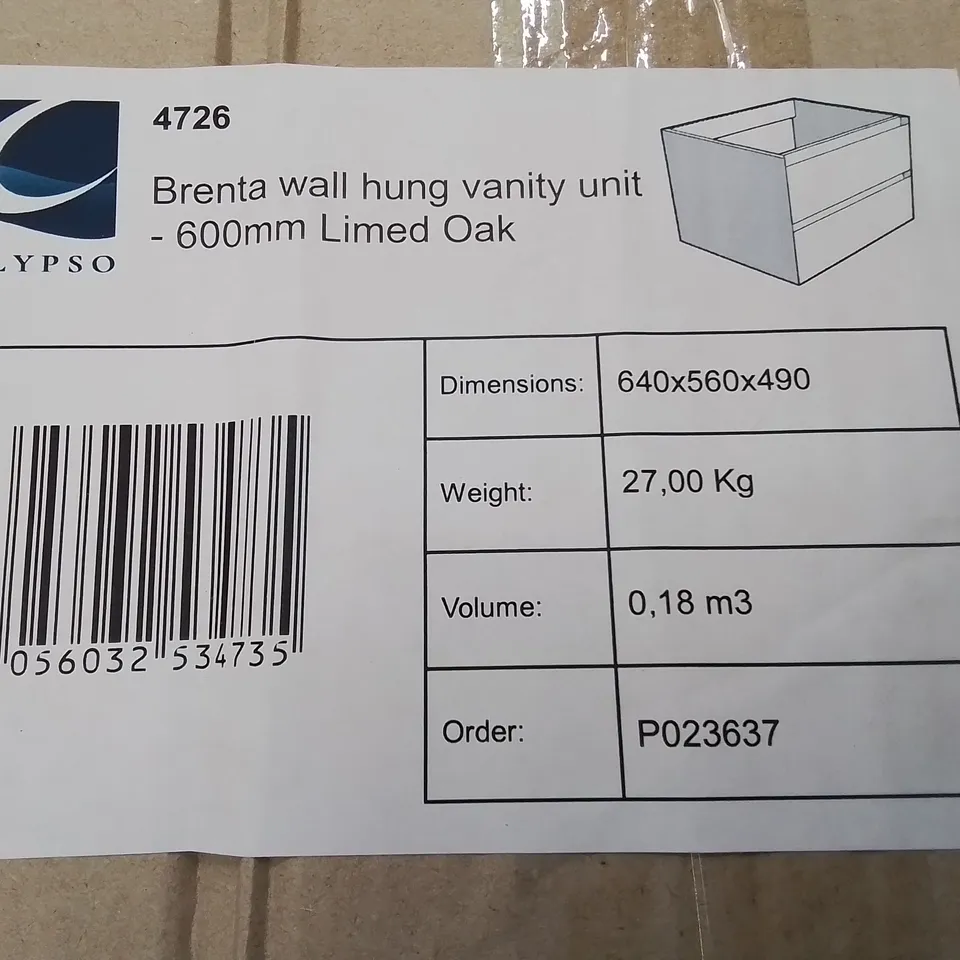 4726
Brenta wall hung vanity unit
- 600mm Limed Oak
LYPSO
Dimensions: 640x560x490
Weight: 27,00 Kg
Volume: 0,18 m3
Order: P023637
056032 534735